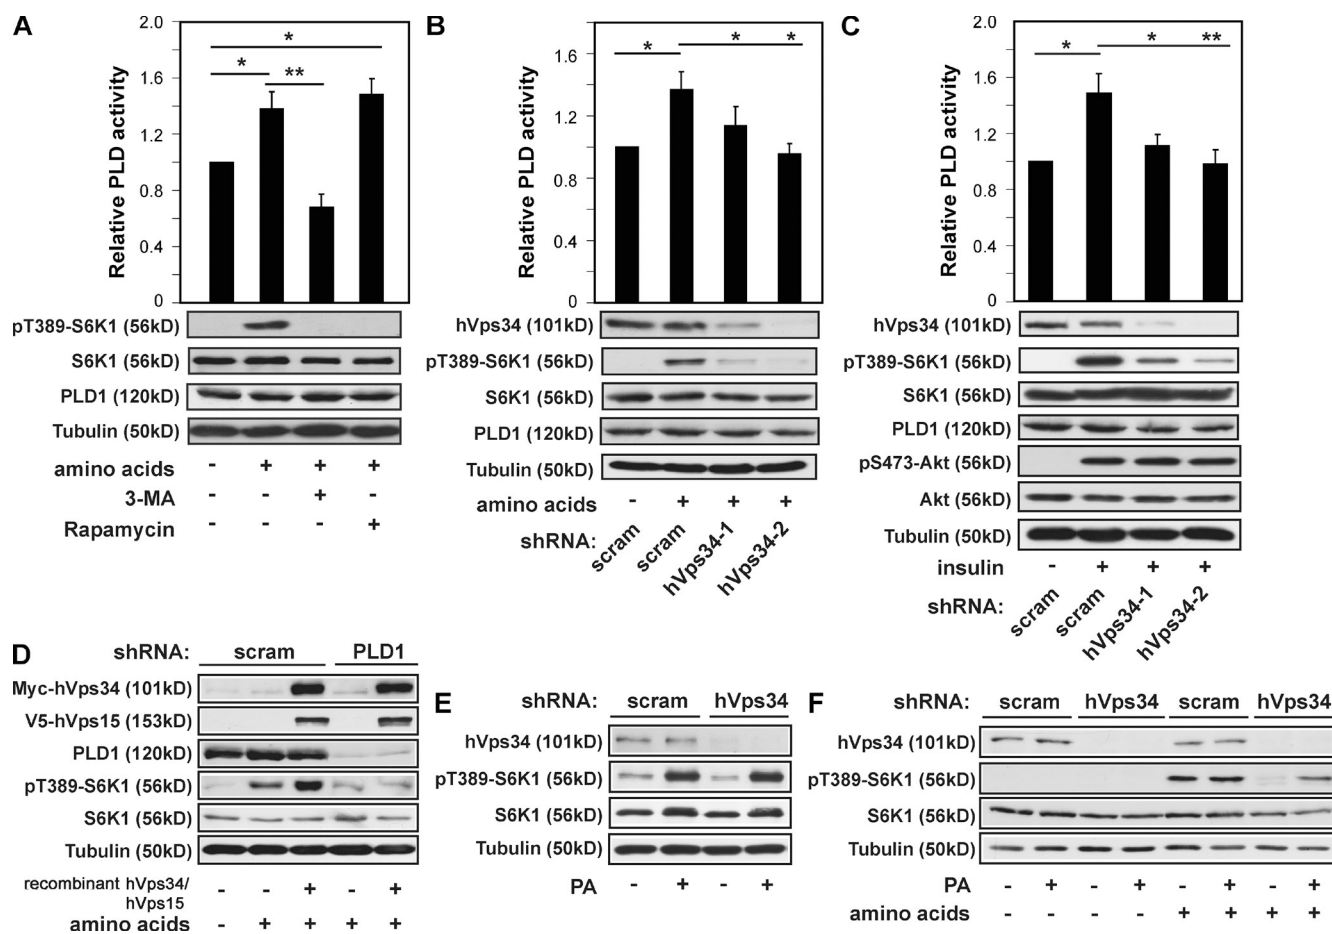 A
Relative PLD activity
2.0
1.6
1.2
0.8
0.4
0
*
*
**
pT389-S6K1 (56kD)
S6K1 (56kD)
PLD1 (120kD)
Tubulin (50kD)
amino acids - + + +
3-MA - - + -
Rapamycin - - - +
B
Relative PLD activity
1.6
1.2
0.8
0.4
0
* * *
hVps34 (101kD)
pT389-S6K1 (56kD)
S6K1 (56kD)
PLD1 (120kD)
Tubulin (50kD)
amino acids - + + +
shRNA: scram scram hVps34-1 hVps34-2
C
Relative PLD activity
2.0
1.6
1.2
0.8
0.4
0
* * **
hVps34 (101kD)
pT389-S6K1 (56kD)
S6K1 (56kD)
PLD1 (120kD)
pS473-Akt (56kD)
Akt (56kD)
Tubulin (50kD)
insulin - + + +
shRNA: scram scram hVps34-1 hVps34-2
D
shRNA: scram PLD1
Myc-hVps34 (101kD)
V5-hVps15 (153kD)
PLD1 (120kD)
pT389-S6K1 (56kD)
S6K1 (56kD)
Tubulin (50kD)
recombinant hVps34/
hVps15 - - + - +
amino acids - + + + +
E
shRNA: scram hVps34
hVps34 (101kD)
pT389-S6K1 (56kD)
S6K1 (56kD)
Tubulin (50kD)
PA - + - +
F
shRNA: scram hVps34 scram hVps34
hVps34 (101kD)
pT389-S6K1 (56kD)
S6K1 (56kD)
Tubulin (50kD)
PA - + - + - + - +
amino acids - - - - + + + +